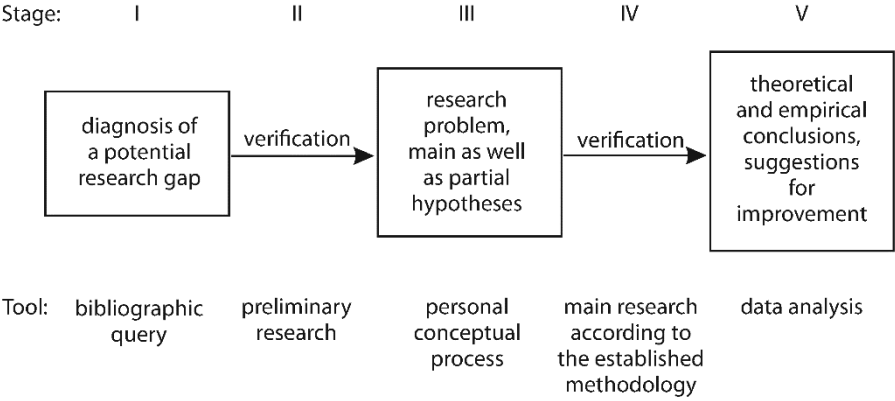 Stage: I II III IV V
diagnosis of
a potential
research gap
verification
research
problem,
main as well
as partial
hypotheses
verification
theoretical
and empirical
conclusions,
suggestions
for
improvement
Tool:
bibliographic
query
preliminary
research
personal
conceptual
process
main research
according to
the established
methodology
data analysis